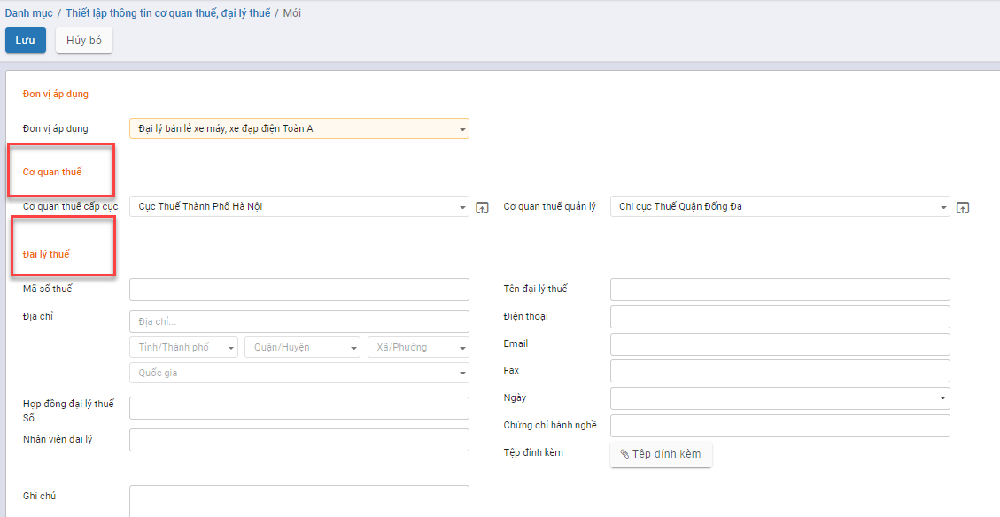 Danh mục / Thiết lập thông tin cơ quan thuế, đại lý thuế / Mới
Lưu Hủy bỏ
Đơn vị áp dụng
Đơn vị áp dụng Đại lý bán lẻ xe máy, xe đạp điện Toàn A
Cơ quan thuế
Cơ quan thuế cấp cục Cục Thuế Thành Phố Hà Nội Cơ quan thuế quản lý Chi cục Thuế Quận Đống Đa
Đại lý thuế
Mã số thuế Tên đại lý thuế
Địa chỉ Địa chỉ... Điện thoại
Tỉnh/Thành phố Quận/Huyện Xã/Phường Email
Quốc gia Fax
Hợp đồng đại lý thuế Ngày
Số
Chứng chỉ hành nghề
Nhân viên đại lý
Tệp đính kèm Tệp đính kèm
Ghi chú